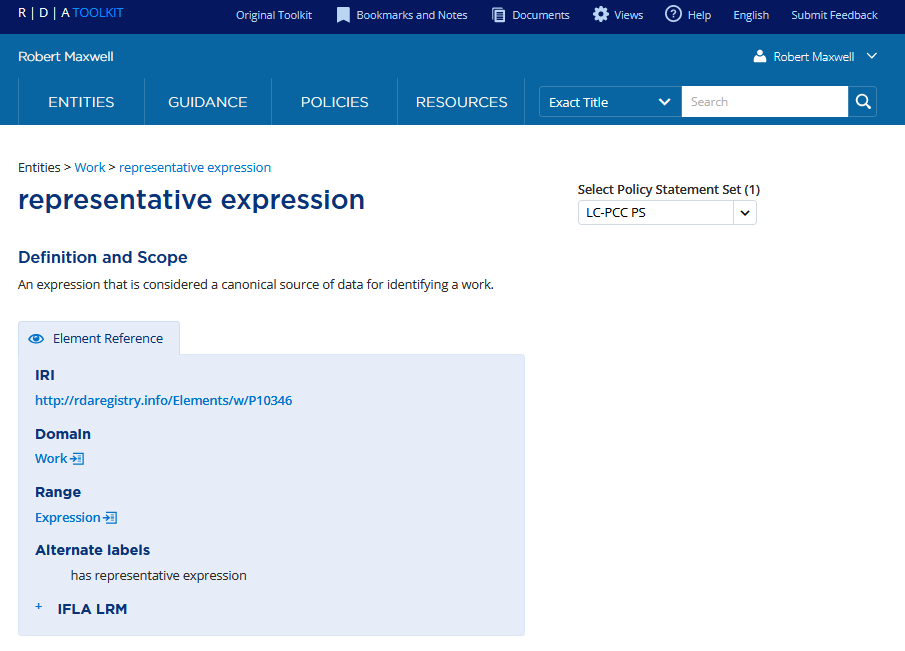 R | D | A TOOLKIT
Original Toolkit Bookmarks and Notes Documents Views Help English Submit Feedback
Robert Maxwell
Robert Maxwell
ENTITIES GUIDANCE POLICIES RESOURCES
Exact Title Search
Entities > Work > representative expression
representative expression
Select Policy Statement Set (1)
LC-PCC PS
Definition and Scope
An expression that is considered a canonical source of data for identifying a work.
Element Reference
IRI
http://rdaregistry.info/Elements/w/P10346
Domain
Work
Range
Expression
Alternate labels
has representative expression
+ IFLA LRM